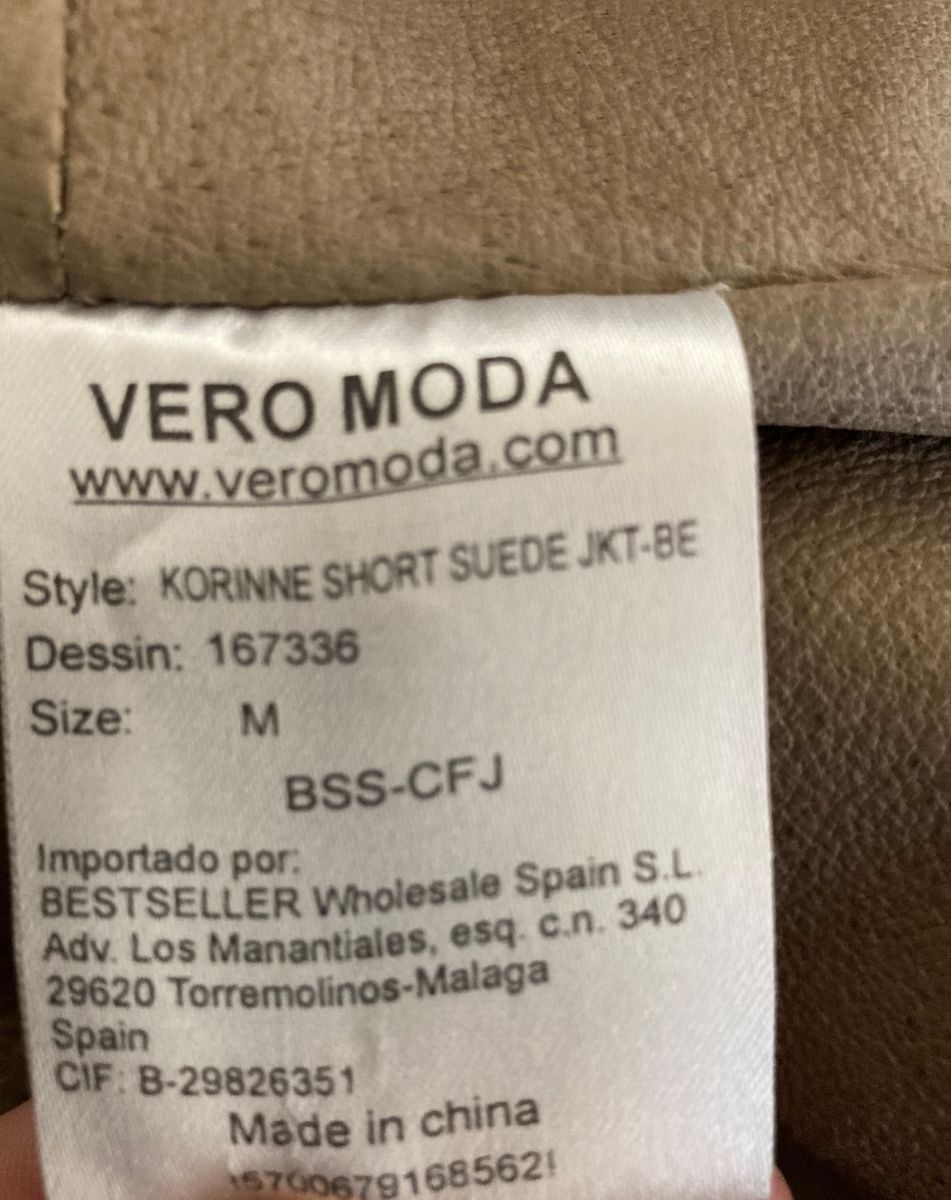 VERO MODA
www.veromoda.com
Style: KORINNE SHORT SUEDE JKT-BE
Dessin: 167336
Size: M
BSS-CFJ
Importado por:
BESTSELLER Wholesale Spain S.L.
Adv. Los Manantiales, esq. c.n. 340
29620 Torremolinos-Malaga
Spain
CIF: B-29826351
Made in china